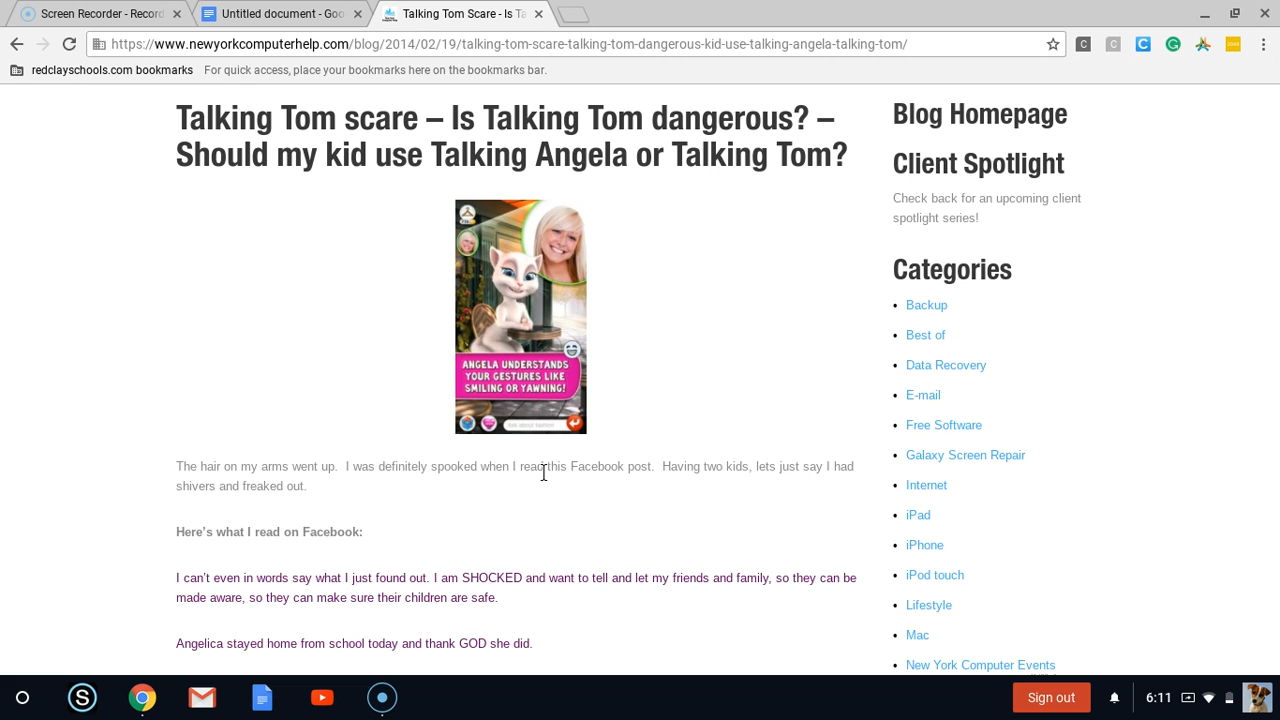 Screen Recorder - Record
Untitled document - Goo
Talking Tom Scare - Is Ta
https://www.newyorkcomputerhelp.com/blog/2014/02/19/talking-tom-scare-talking-tom-dangerous-kid-use-talking-angela-talking-tom/
redclayschools.com bookmarks
For quick access, place your bookmarks here on the bookmarks bar.
Talking Tom scare – Is Talking Tom dangerous? –
Should my kid use Talking Angela or Talking Tom?
ANGELA UNDERSTANDS
YOUR GESTURES LIKE
SMILING OR YAWNING!
The hair on my arms went up.  I was definitely spooked when I read this Facebook post.  Having two kids, lets just say I had
shivers and freaked out.
Here's what I read on Facebook:
I can't even in words say what I just found out. I am SHOCKED and want to tell and let my friends and family, so they can be
made aware, so they can make sure their children are safe.
Angelica stayed home from school today and thank GOD she did.
Blog Homepage
Client Spotlight
Check back for an upcoming client
spotlight series!
Categories
• Backup
• Best of
• Data Recovery
• E-mail
• Free Software
• Galaxy Screen Repair
• Internet
• iPad
• iPhone
• iPod touch
• Lifestyle
• Mac
• New York Computer Events
Sign out
6:11